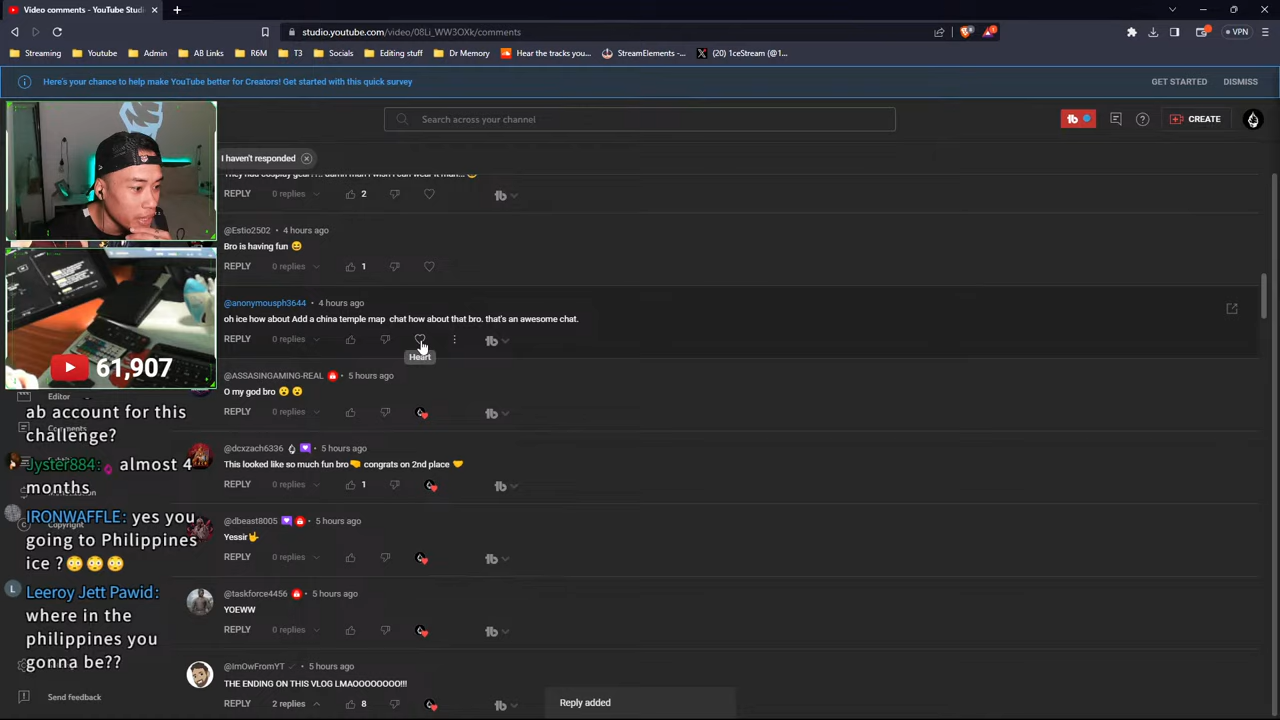 Video comments - YouTube Studi
studio.youtube.com/video/08Li_WW3OXk/comments
VPN
Streaming
Youtube
Admin
AB Links
R6M
T3
Socials
Editing stuff
Dr Memory
Hear the tracks you...
StreamElements -...
1ceStream (@1...
Here's your chance to help make YouTube better for Creators! Get started with this quick survey
GET STARTED
DISMISS
Search across your channel
CREATE
I haven't responded
REPLY 0 replies 2
@Estio2502 • 4 hours ago
Bro is having fun 😆
REPLY 0 replies 1
@anonymousph3644 • 4 hours ago
oh ice how about Add a china temple map chat how about that bro. that's an awesome chat.
REPLY 0 replies
Heart
@ASSASINGAMING-REAL • 5 hours ago
O my god bro 😮 😮
REPLY 0 replies
@dcxzach6336 • 5 hours ago
This looked like so much fun bro🤜 congrats on 2nd place 🤝
REPLY 0 replies 1
@dbeast8005 • 5 hours ago
Yessir🤟
REPLY 0 replies
@taskforce4456 • 5 hours ago
YOEWW
REPLY 0 replies
@ImOwFromYT • 5 hours ago
THE ENDING ON THIS VLOG LMAOOOOOOOO!!!
REPLY 2 replies 8
Reply added
61,907
Editor
Comments
Copyright
Send feedback
ab account for this
challenge?
Jyster884: almost 4
months
IRONWAFFLE: yes you
going to Philippines
ice ?😳😳😳
Leeroy Jett Pawid:
where in the
philippines you
gonna be??